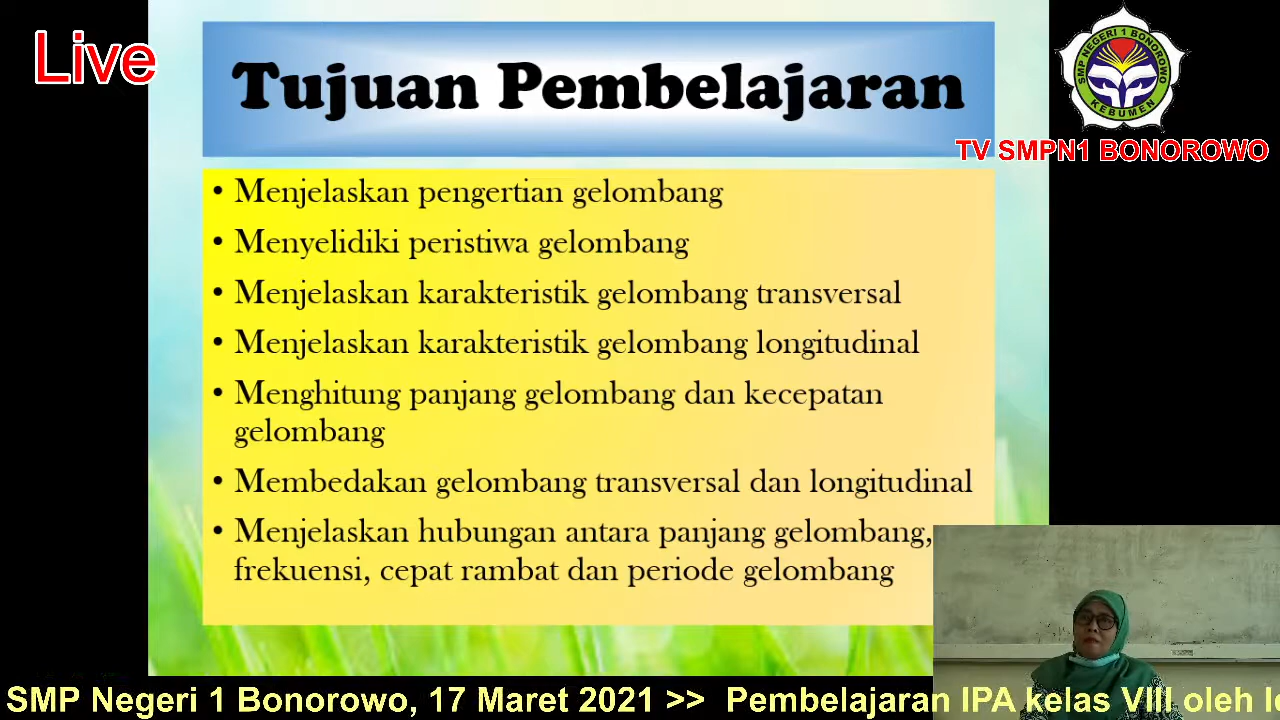 Live
Tujuan Pembelajaran
SMP NEGERI 1 BONOROWO
KEBUMEN
TV SMPN1 BONOROWO
• Menjelaskan pengertian gelombang
• Menyelidiki peristiwa gelombang
• Menjelaskan karakteristik gelombang transversal
• Menjelaskan karakteristik gelombang longitudinal
• Menghitung panjang gelombang dan kecepatan
gelombang
• Membedakan gelombang transversal dan longitudinal
• Menjelaskan hubungan antara panjang gelombang,
frekuensi, cepat rambat dan periode gelombang
SMP Negeri 1 Bonorowo, 17 Maret 2021 >> Pembelajaran IPA kelas VIII oleh